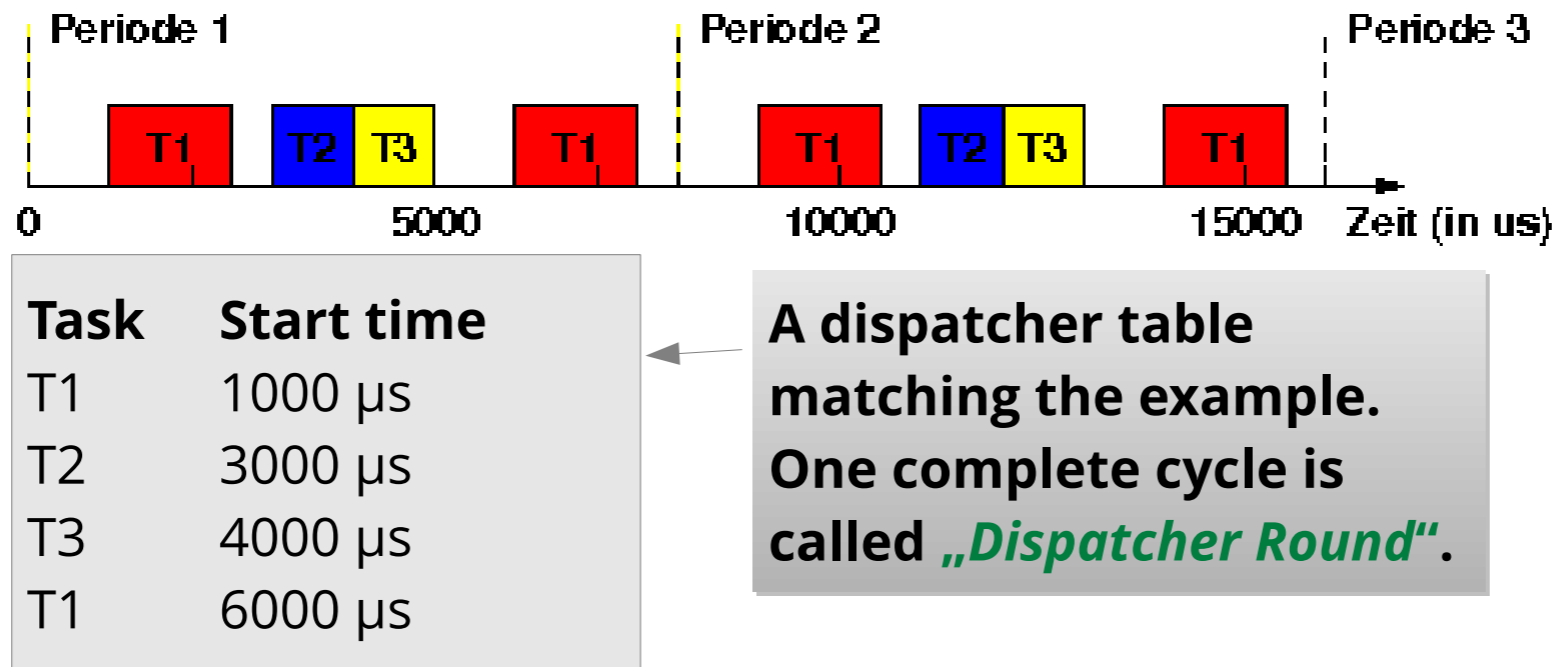 Periode 1 Periode 2 Periode 3
T1 T2 T3 T1 T1 T2 T3 T1
0 5000 10000 15000 Zeit (in us)
Task Start time
T1 1000 µs
T2 3000 µs
T3 4000 µs
T1 6000 µs
A dispatcher table
matching the example.
One complete cycle is
called „Dispatcher Round“.